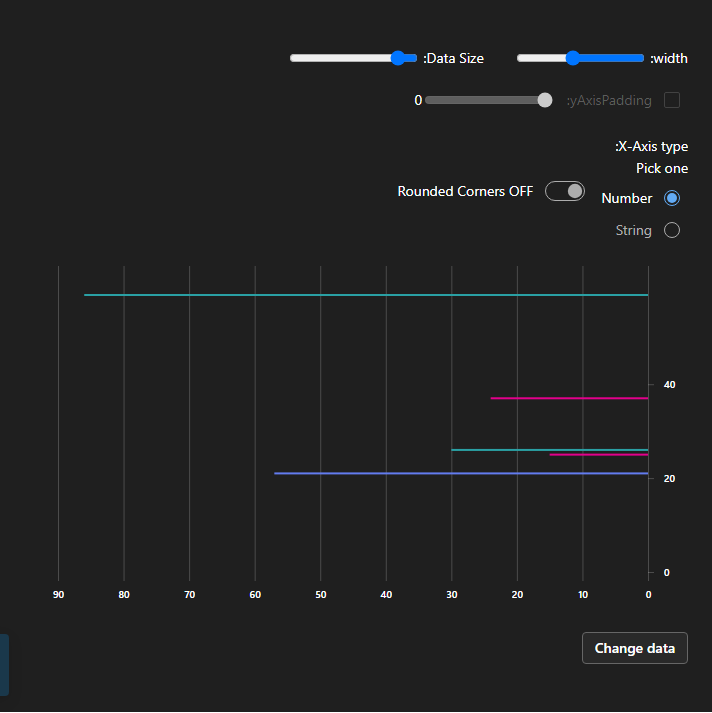 :width
:Data Size
:yAxisPadding
0
:X-Axis type
Pick one
Number
Rounded Corners OFF
String
40
20
0
90 80 70 60 50 40 30 20 10 0
Change data